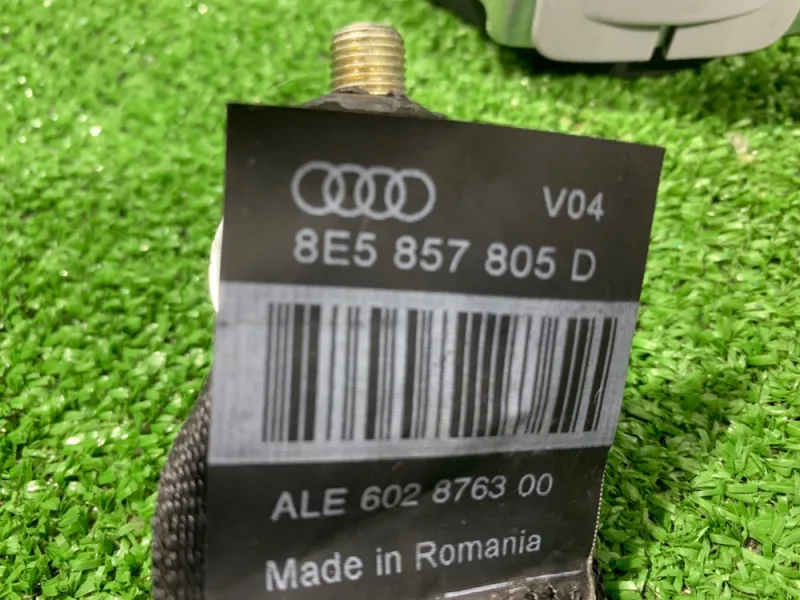 V04
8E5 857 805 D
ALE 602 8763 00
Made in Romania